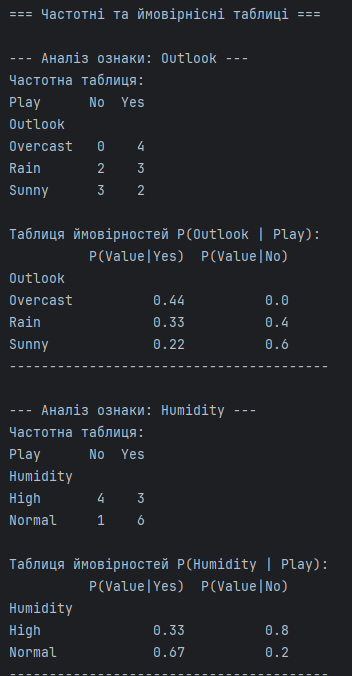 === Частотні та ймовірнісні таблиці ===
--- Аналіз ознаки: Outlook ---
Частотна таблиця:
Play      No  Yes
Outlook
Overcast   0    4
Rain       2    3
Sunny      3    2
Таблиця ймовірностей P(Outlook | Play):
          P(Value|Yes)  P(Value|No)
Outlook
Overcast          0.44          0.0
Rain              0.33          0.4
Sunny             0.22          0.6
----------------------------------------
--- Аналіз ознаки: Humidity ---
Частотна таблиця:
Play      No  Yes
Humidity
High       4    3
Normal     1    6
Таблиця ймовірностей P(Humidity | Play):
          P(Value|Yes)  P(Value|No)
Humidity
High              0.33          0.8
Normal            0.67          0.2
----------------------------------------